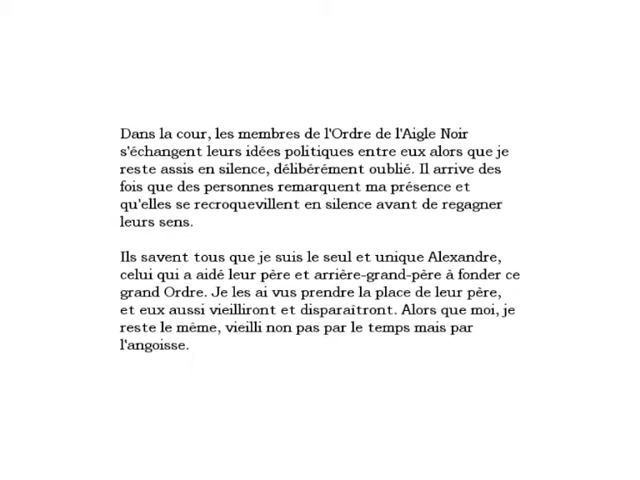 Dans la cour, les membres de l'Ordre de l'Aigle Noir
s'échangent leurs idées politiques entre eux alors que je
reste assis en silence, délibérément oublié. Il arrive des
fois que des personnes remarquent ma présence et
qu'elles se recroquevillent en silence avant de regagner
leurs sens.
Ils savent tous que je suis le seul et unique Alexandre,
celui qui a aidé leur père et arrière-grand-père à fonder ce
grand Ordre. Je les ai vus prendre la place de leur père,
et eux aussi vieilliront et disparaîtront. Alors que moi, je
reste le même, vieilli non pas par le temps mais par
l'angoisse.